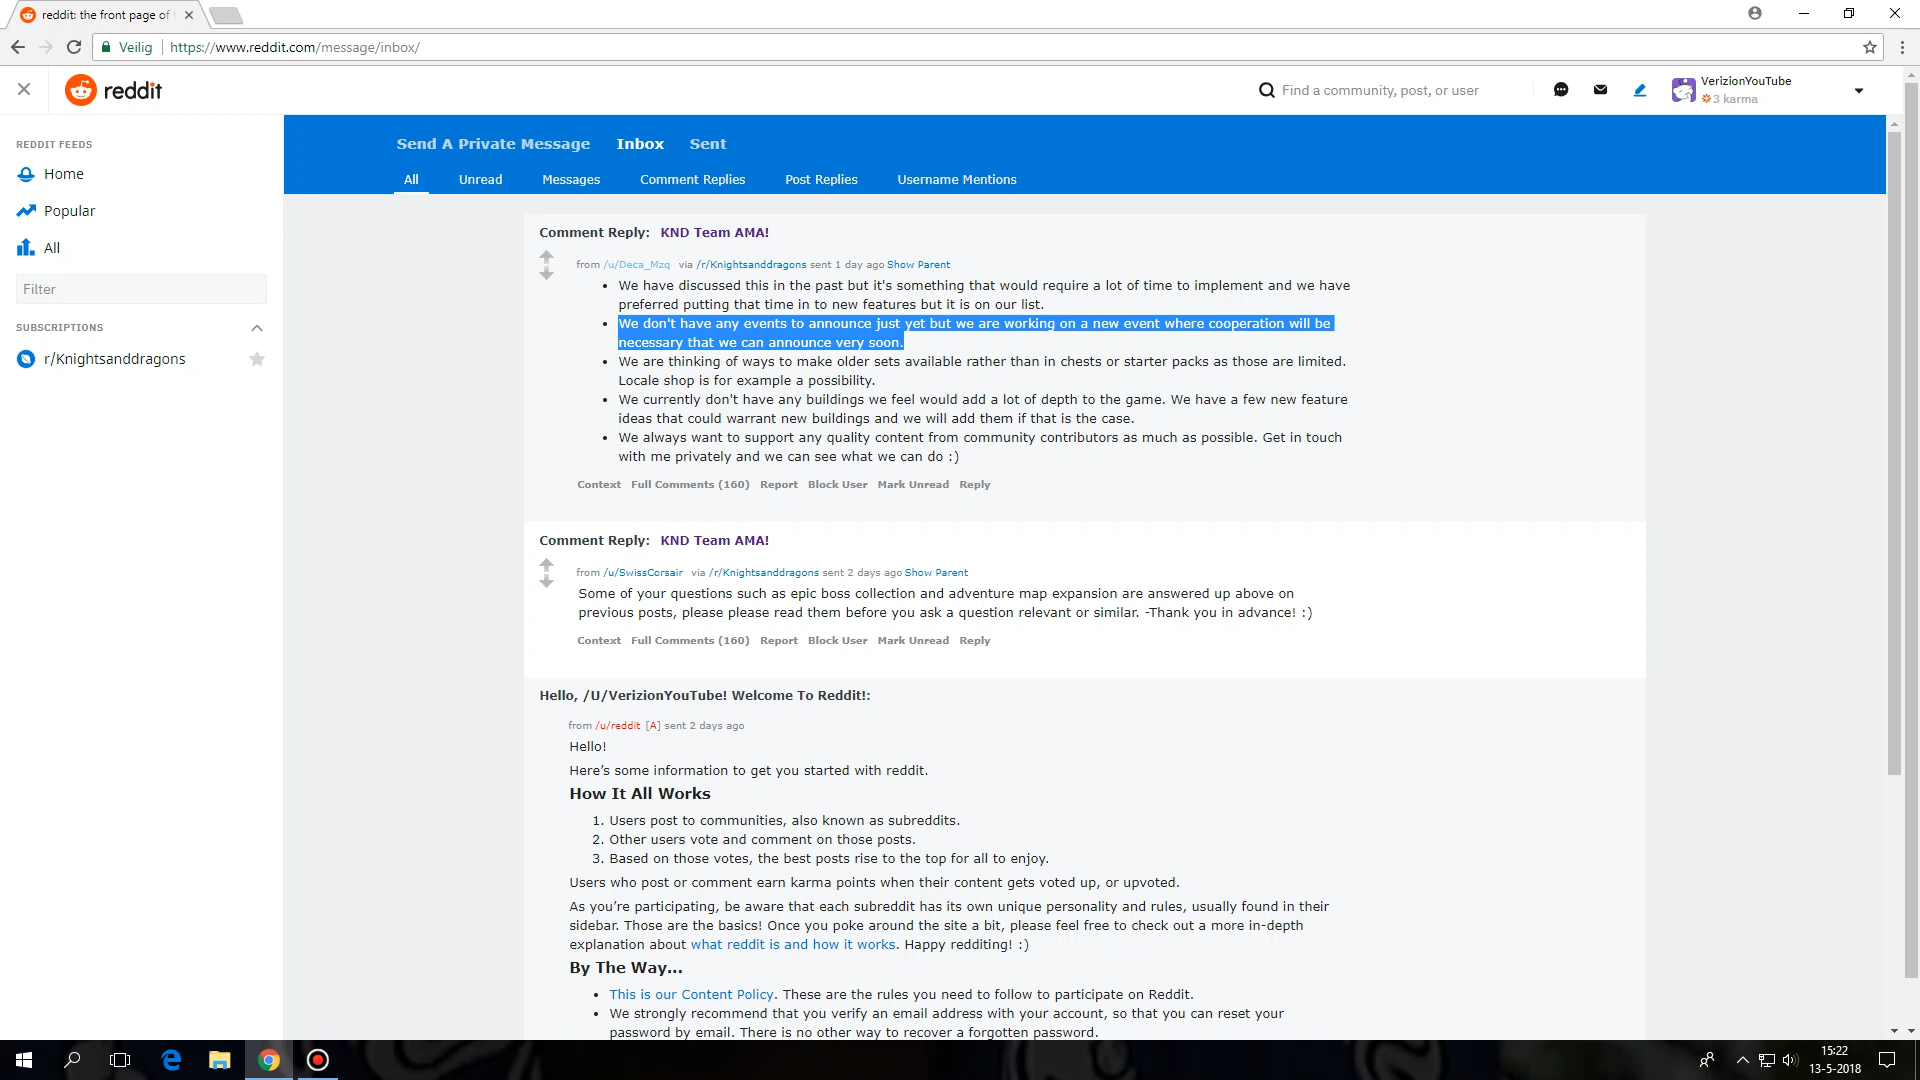 reddit: the front page of
Veilig
https://www.reddit.com/message/inbox/
reddit
Find a community, post, or user
VerizionYouTube
3 karma
REDDIT FEEDS
Home
Popular
All
Filter
SUBSCRIPTIONS
r/Knightsanddragons
Send A Private Message Inbox Sent
All Unread Messages Comment Replies Post Replies Username Mentions
Comment Reply: KND Team AMA!
from /u/Deca_Mzq via /r/Knightsanddragons sent 1 day ago Show Parent
• We have discussed this in the past but it's something that would require a lot of time to implement and we have
preferred putting that time in to new features but it is on our list.
• We don't have any events to announce just yet but we are working on a new event where cooperation will be
necessary that we can announce very soon.
• We are thinking of ways to make older sets available rather than in chests or starter packs as those are limited.
Locale shop is for example a possibility.
• We currently don't have any buildings we feel would add a lot of depth to the game. We have a few new feature
ideas that could warrant new buildings and we will add them if that is the case.
• We always want to support any quality content from community contributors as much as possible. Get in touch
with me privately and we can see what we can do :)
Context Full Comments (160) Report Block User Mark Unread Reply
Comment Reply: KND Team AMA!
from /u/SwissCorsair via /r/Knightsanddragons sent 2 days ago Show Parent
Some of your questions such as epic boss collection and adventure map expansion are answered up above on
previous posts, please please read them before you ask a question relevant or similar. -Thank you in advance! :)
Context Full Comments (160) Report Block User Mark Unread Reply
Hello, /U/VerizionYouTube! Welcome To Reddit!:
from /u/reddit [A] sent 2 days ago
Hello!
Here’s some information to get you started with reddit.
How It All Works
1. Users post to communities, also known as subreddits.
2. Other users vote and comment on those posts.
3. Based on those votes, the best posts rise to the top for all to enjoy.
Users who post or comment earn karma points when their content gets voted up, or upvoted.
As you’re participating, be aware that each subreddit has its own unique personality and rules, usually found in their
sidebar. Those are the basics! Once you poke around the site a bit, please feel free to check out a more in-depth
explanation about what reddit is and how it works. Happy redditing! :)
By The Way...
• This is our Content Policy. These are the rules you need to follow to participate on Reddit.
• We strongly recommend that you verify an email address with your account, so that you can reset your
password by email. There is no other way to recover a forgotten password.
15:22
13-5-2018